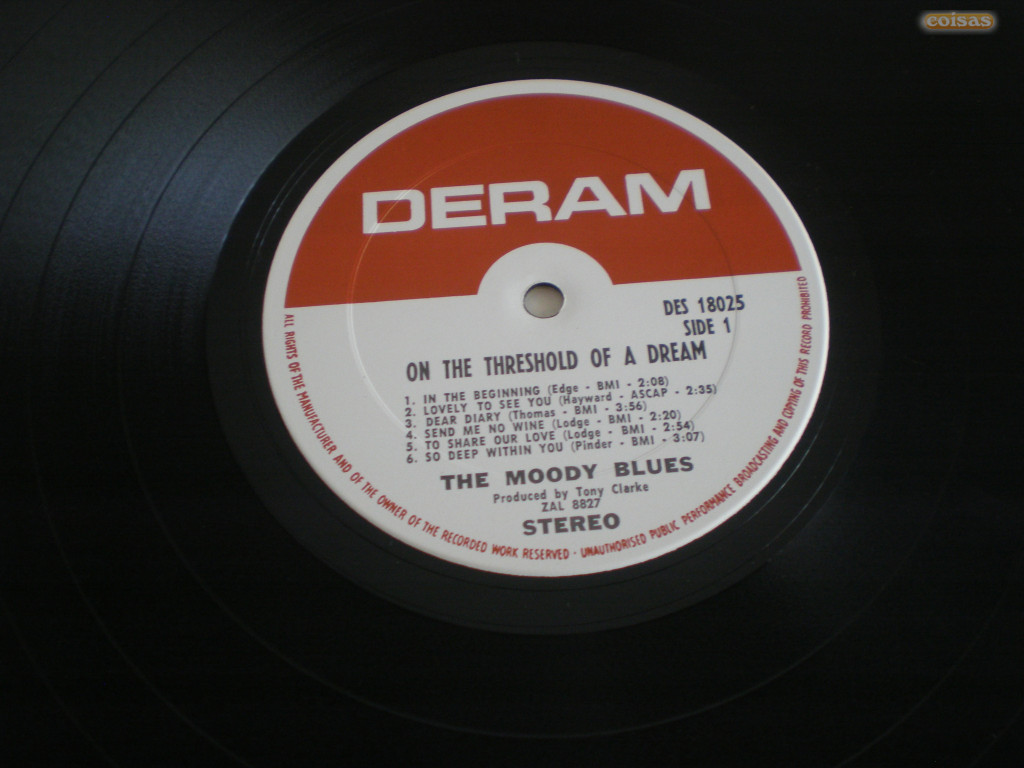 coisas
DERAM
DES 18025
SIDE 1
ON THE THRESHOLD OF A DREAM
1. IN THE BEGINNING (Edge - BMI - 2:08)
2. LOVELY TO SEE YOU (Hayward - ASCAP - 2:35)
3. DEAR DIARY (Thomas - BMI - 3:56)
4. SEND ME NO WINE (Lodge - BMI - 2:20)
5. TO SHARE OUR LOVE (Lodge - BMI - 2:54)
6. SO DEEP WITHIN YOU (Pinder - BMI - 3:07)
THE MOODY BLUES
Produced by Tony Clarke
ZAL 8827
STEREO
ALL RIGHTS OF THE MANUFACTURER AND OF THE OWNER OF THE RECORDED WORK RESERVED · UNAUTHORISED PUBLIC PERFORMANCE BROADCASTING AND COPYING OF THIS RECORD PROHIBITED